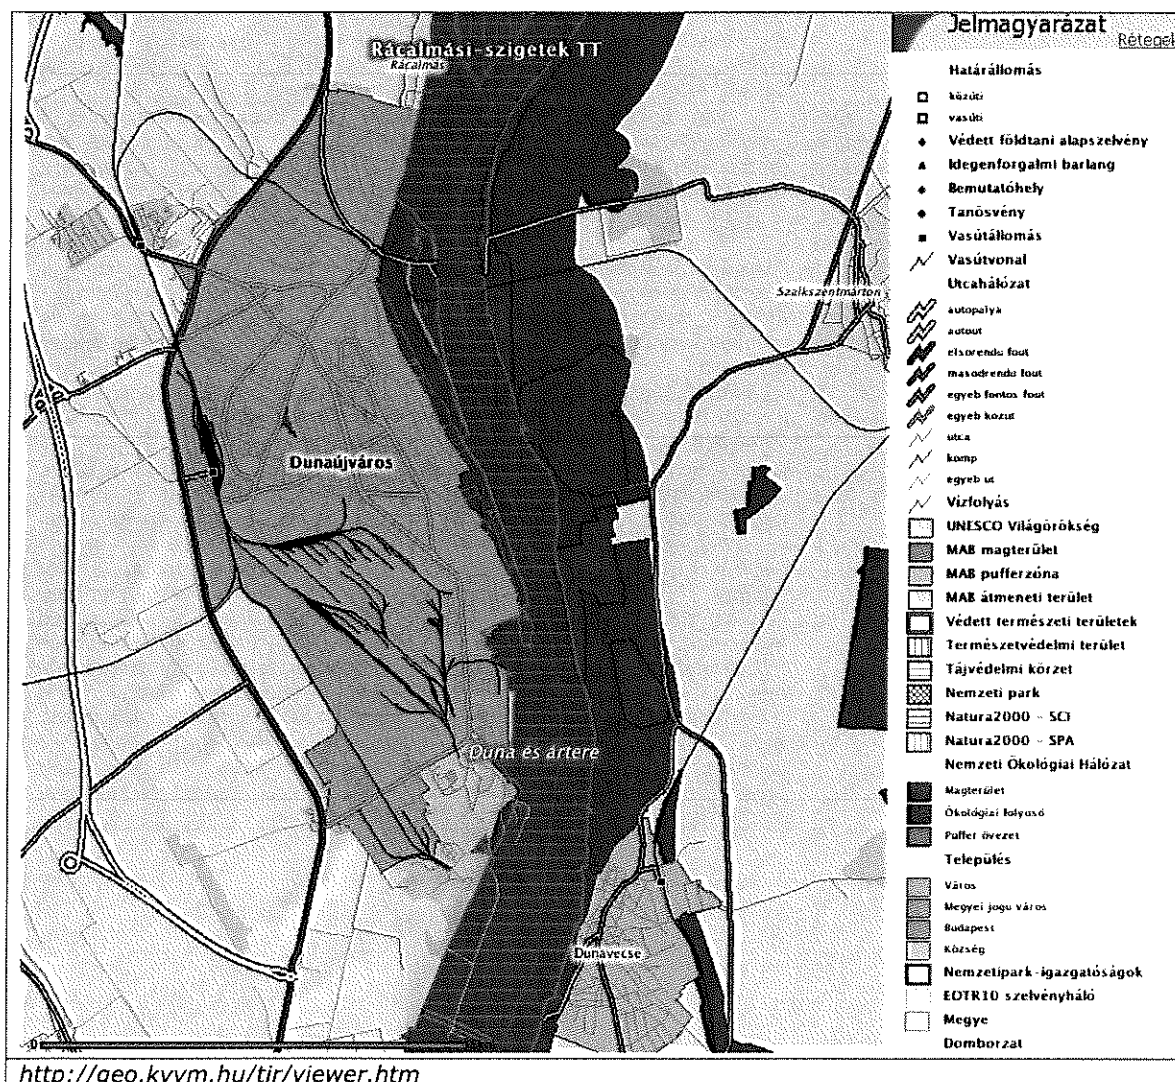 Rácalmási-szigetek TT
Rácalmás
Szalkszentmárton
Dunaújváros
Duna és ártere
Dunavecse
0
Jelmagyarázat
Rétegek
Határállomás
közúti
vasúti
Védett földtani alapszelvény
Idegenforgalmi barlang
Bemutatóhely
Tanösvény
Vasútállomás
Vasútvonal
Utcahálózat
autopalya
autout
elsorendu fout
masodrendu fout
egyeb fontos fout
egyeb kozut
utca
komp
egyeb ut
Vízfolyás
UNESCO Világörökség
MAB magterület
MAB pufferzóna
MAB átmeneti terület
Védett természeti területek
Természetvédelmi terület
Tájvédelmi körzet
Nemzeti park
Natura2000 - SCI
Natura2000 - SPA
Nemzeti Ökológiai Hálózat
Magterület
Ökológiai folyosó
Puffer övezet
Település
Város
Megyei jogu város
Budapest
Község
Nemzetipark-igazgatóságok
EOTR10 szelvényháló
Megye
Domborzat
http://geo.kvvm.hu/tir/viewer.htm